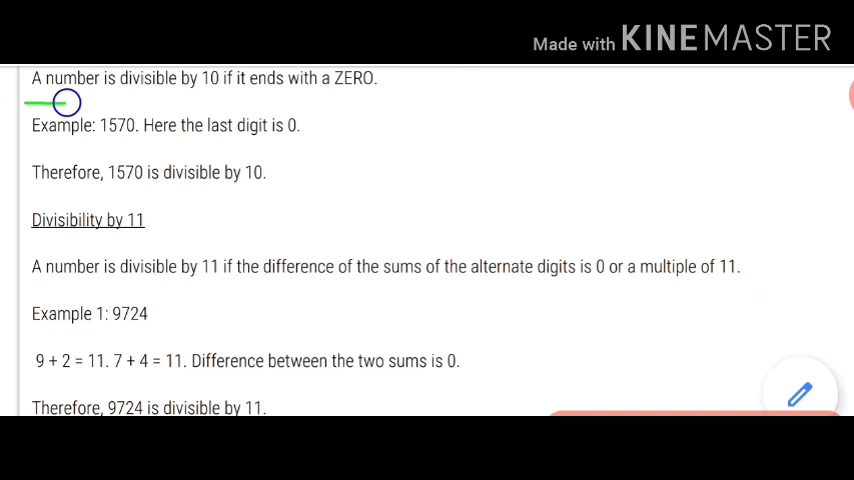 Made with KINEMASTER
A number is divisible by 10 if it ends with a ZERO.
Example: 1570. Here the last digit is 0.
Therefore, 1570 is divisible by 10.
Divisibility by 11
A number is divisible by 11 if the difference of the sums of the alternate digits is 0 or a multiple of 11.
Example 1: 9724
9 + 2 = 11. 7 + 4 = 11. Difference between the two sums is 0.
Therefore, 9724 is divisible by 11.